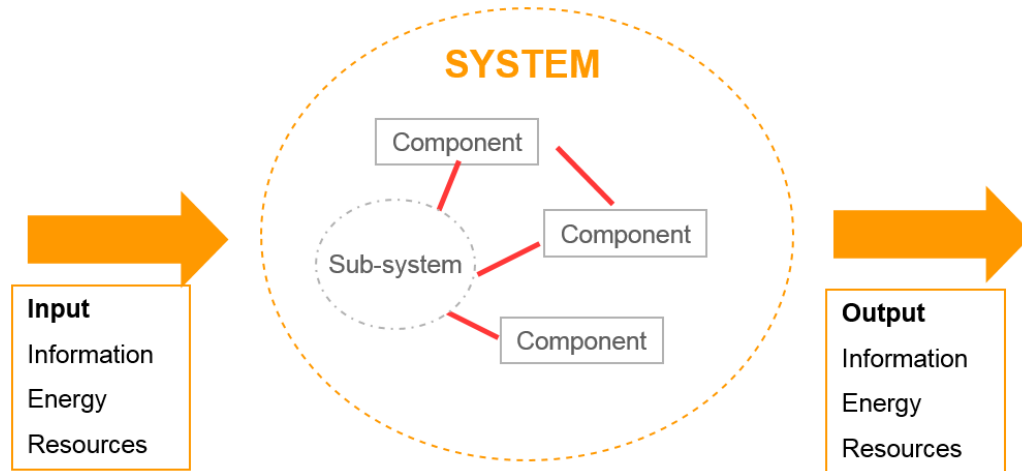 SYSTEM
Component
Component
Sub-system
Component
Input
Information
Energy
Resources
Output
Information
Energy
Resources